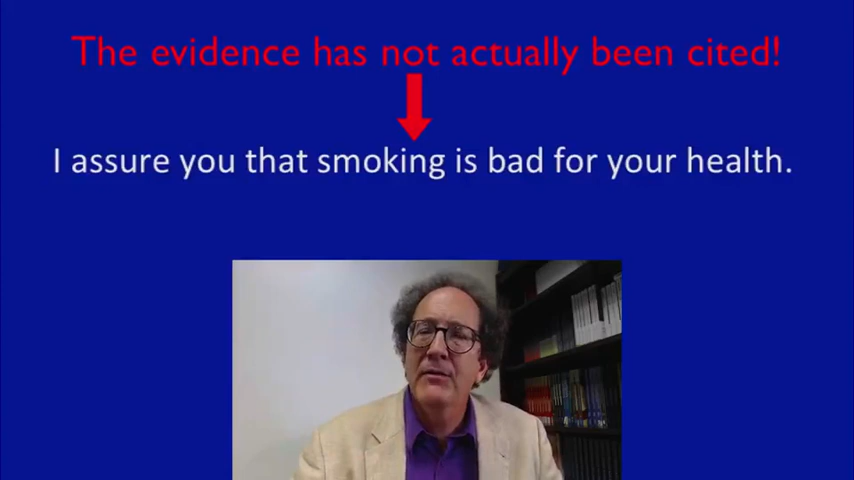 The evidence has not actually been cited!
I assure you that smoking is bad for your health.